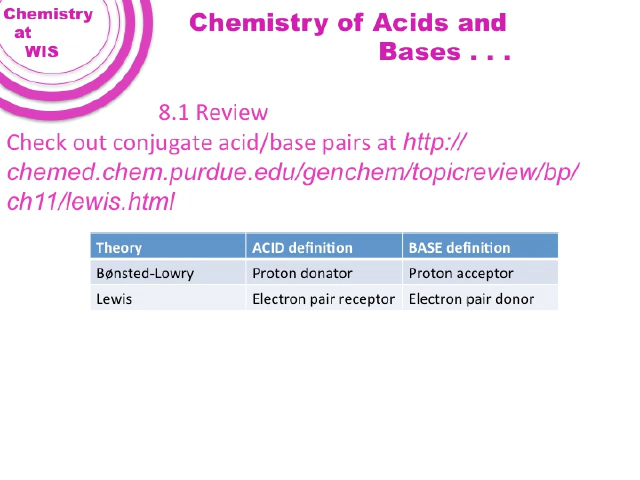 Chemistry
at
WIS
Chemistry of Acids and
Bases . . .
8.1 Review
Check out conjugate acid/base pairs at http://
chemed.chem.purdue.edu/genchem/topicreview/bp/
ch11/lewis.html
Theory ACID definition BASE definition
Bønsted-Lowry Proton donator Proton acceptor
Lewis Electron pair receptor Electron pair donor